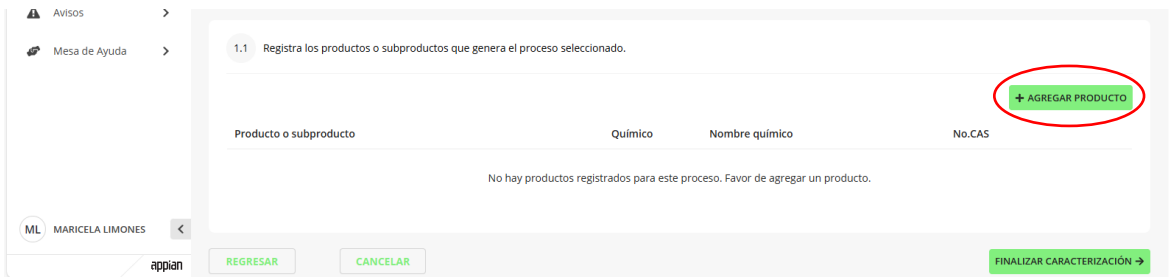 Avisos
Mesa de Ayuda
1.1 Registra los productos o subproductos que genera el proceso seleccionado.
+ AGREGAR PRODUCTO
Producto o subproducto Químico Nombre químico No.CAS
No hay productos registrados para este proceso. Favor de agregar un producto.
ML MARICELA LIMONES
appian
REGRESAR CANCELAR FINALIZAR CARACTERIZACIÓN →